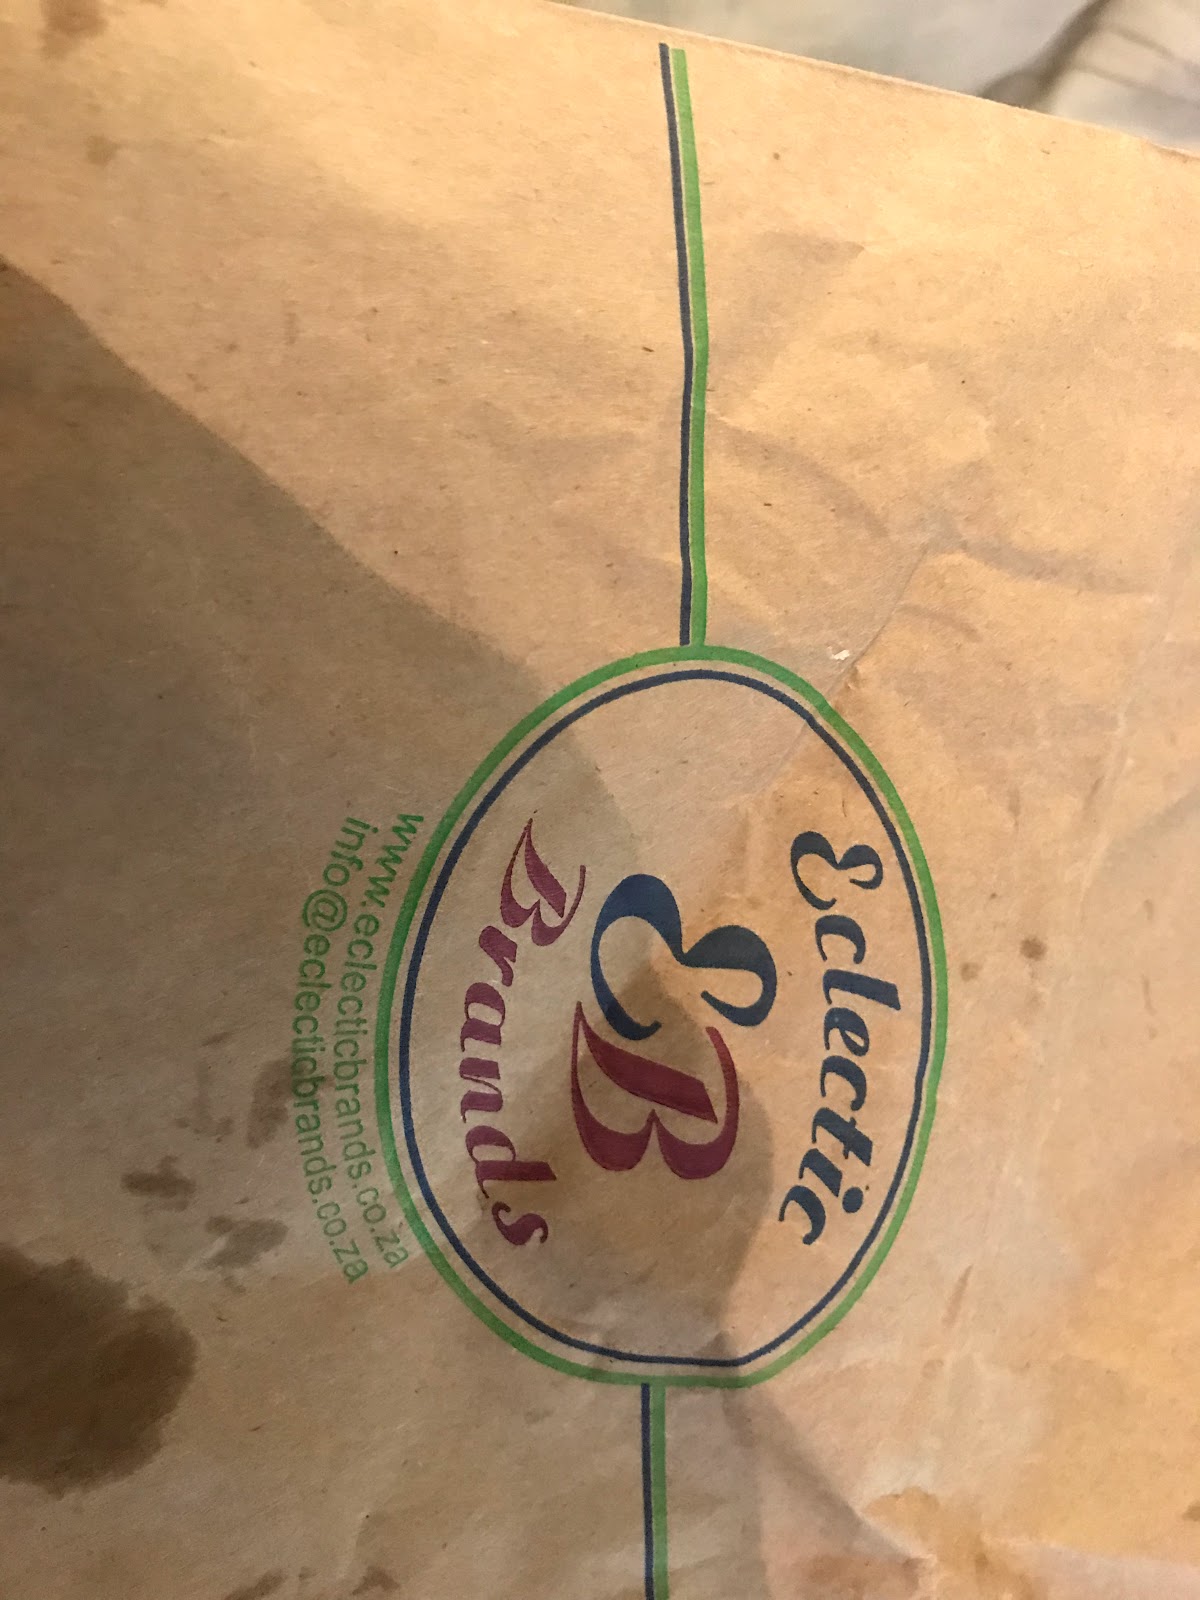 Eclectic
EB
Brands
www.eclecticbrands.co.za
info@eclecticbrands.co.za